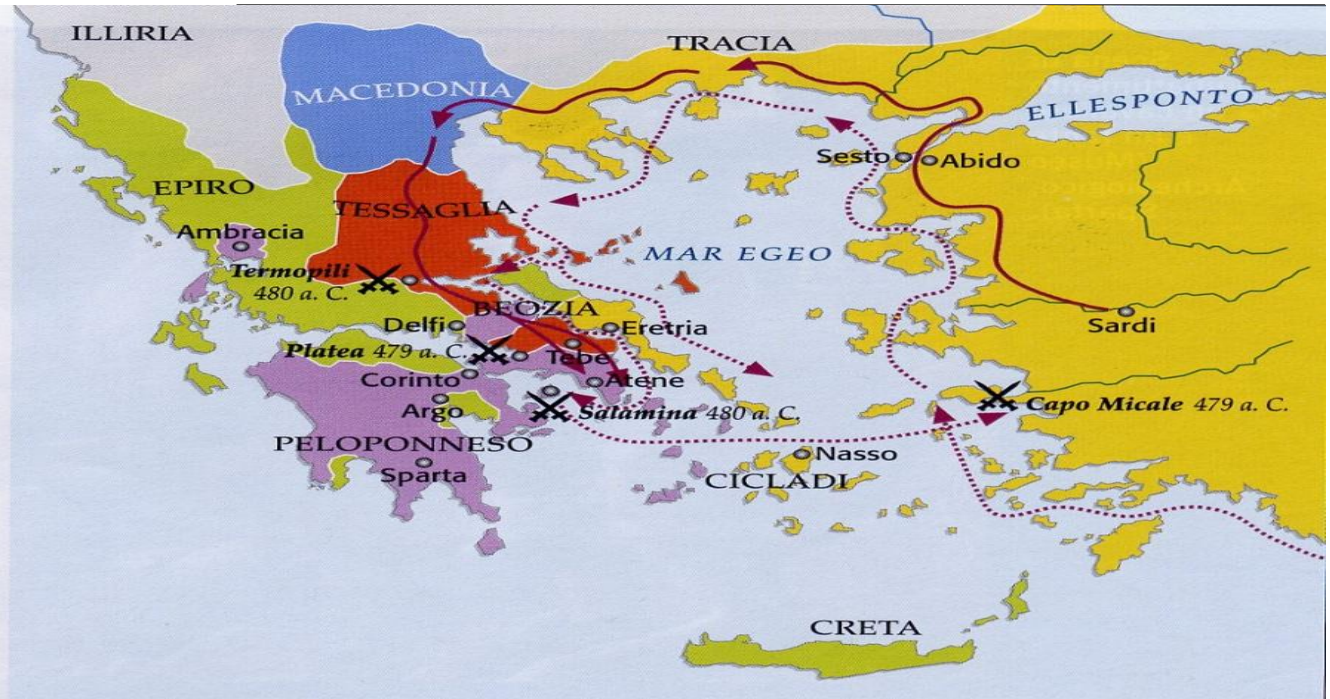 ILLIRIA
TRACIA
MACEDONIA
ELLESPONTO
Sesto
Abido
EPIRO
TESSAGLIA
Ambracia
MAR EGEO
Termopili
480 a. C.
BEOZIA
Delfi
Eretria
Sardi
Platea 479 a. C.
Tebe
Corinto
Atene
Argo
Salamina 480 a. C.
Capo Micale 479 a. C.
PELOPONNESO
Sparta
Nasso
CICLADI
CRETA